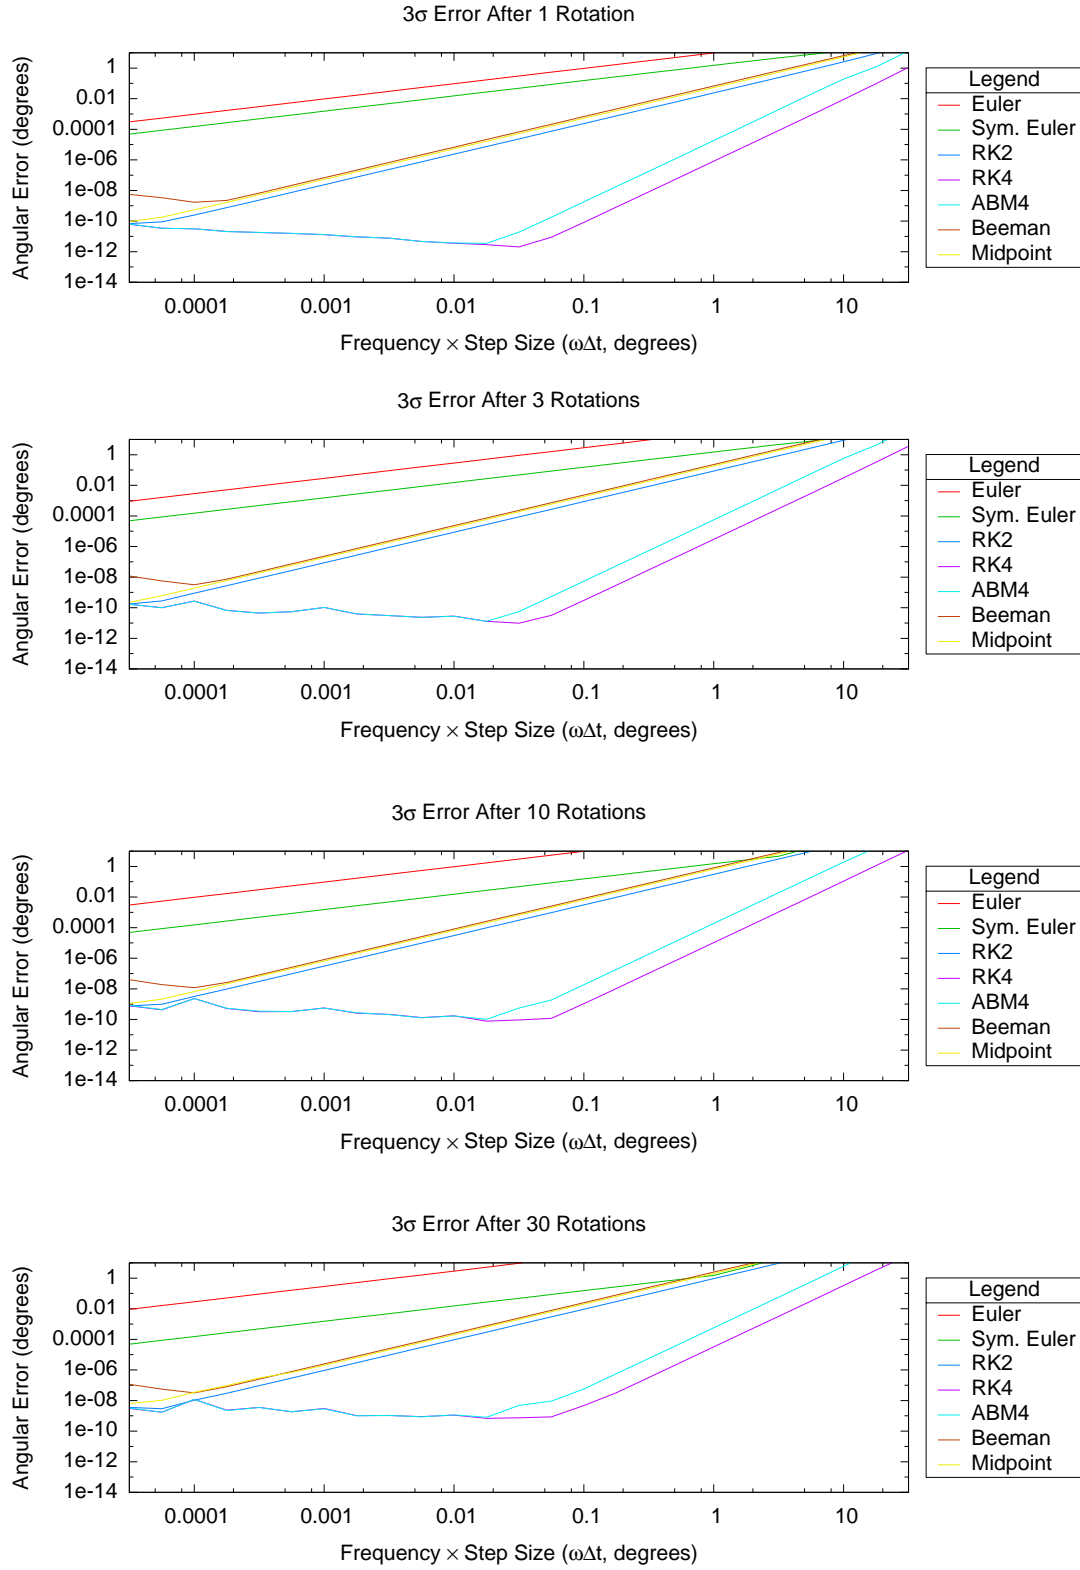 3σ Error After 1 Rotation
Angular Error (degrees)
1
0.01
0.0001
1e-06
1e-08
1e-10
1e-12
1e-14
0.0001 0.001 0.01 0.1 1 10
Frequency × Step Size (ωΔt, degrees)
Legend
Euler
Sym. Euler
RK2
RK4
ABM4
Beeman
Midpoint
3σ Error After 3 Rotations
Angular Error (degrees)
1
0.01
0.0001
1e-06
1e-08
1e-10
1e-12
1e-14
0.0001 0.001 0.01 0.1 1 10
Frequency × Step Size (ωΔt, degrees)
Legend
Euler
Sym. Euler
RK2
RK4
ABM4
Beeman
Midpoint
3σ Error After 10 Rotations
Angular Error (degrees)
1
0.01
0.0001
1e-06
1e-08
1e-10
1e-12
1e-14
0.0001 0.001 0.01 0.1 1 10
Frequency × Step Size (ωΔt, degrees)
Legend
Euler
Sym. Euler
RK2
RK4
ABM4
Beeman
Midpoint
3σ Error After 30 Rotations
Angular Error (degrees)
1
0.01
0.0001
1e-06
1e-08
1e-10
1e-12
1e-14
0.0001 0.001 0.01 0.1 1 10
Frequency × Step Size (ωΔt, degrees)
Legend
Euler
Sym. Euler
RK2
RK4
ABM4
Beeman
Midpoint